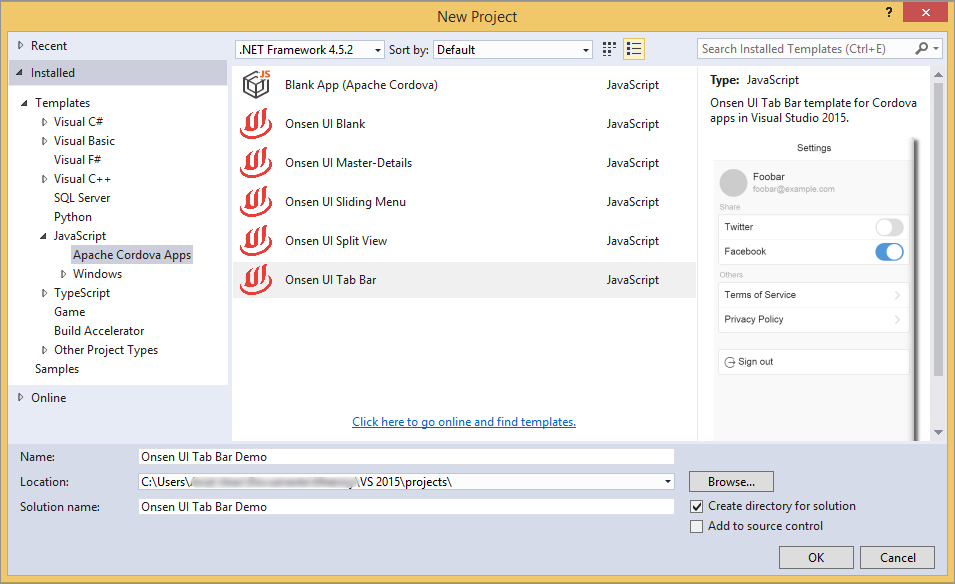 New Project
?
Recent
Installed
Templates
Visual C#
Visual Basic
Visual F#
Visual C++
SQL Server
Python
JavaScript
Apache Cordova Apps
Windows
TypeScript
Game
Build Accelerator
Other Project Types
Samples
Online
.NET Framework 4.5.2 Sort by: Default
JS Blank App (Apache Cordova) JavaScript
Onsen UI Blank JavaScript
Onsen UI Master-Details JavaScript
Onsen UI Sliding Menu JavaScript
Onsen UI Split View JavaScript
Onsen UI Tab Bar JavaScript
Click here to go online and find templates.
Search Installed Templates (Ctrl+E)
Type: JavaScript
Onsen UI Tab Bar template for Cordova
apps in Visual Studio 2015.
Settings
Foobar
foobar@example.com
Share
Twitter
Facebook
Others
Terms of Service
Privacy Policy
Sign out
Name: Onsen UI Tab Bar Demo
Location: C:\Users\ \VS 2015\projects\ Browse...
Solution name: Onsen UI Tab Bar Demo
Create directory for solution
Add to source control
OK Cancel